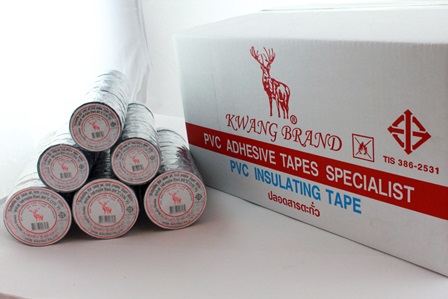 KWANG BRAND
®
PVC ADHESIVE TAPES SPECIALIST
PVC INSULATING TAPE
ปลอดสารตะกั่ว
TIS 386-2531